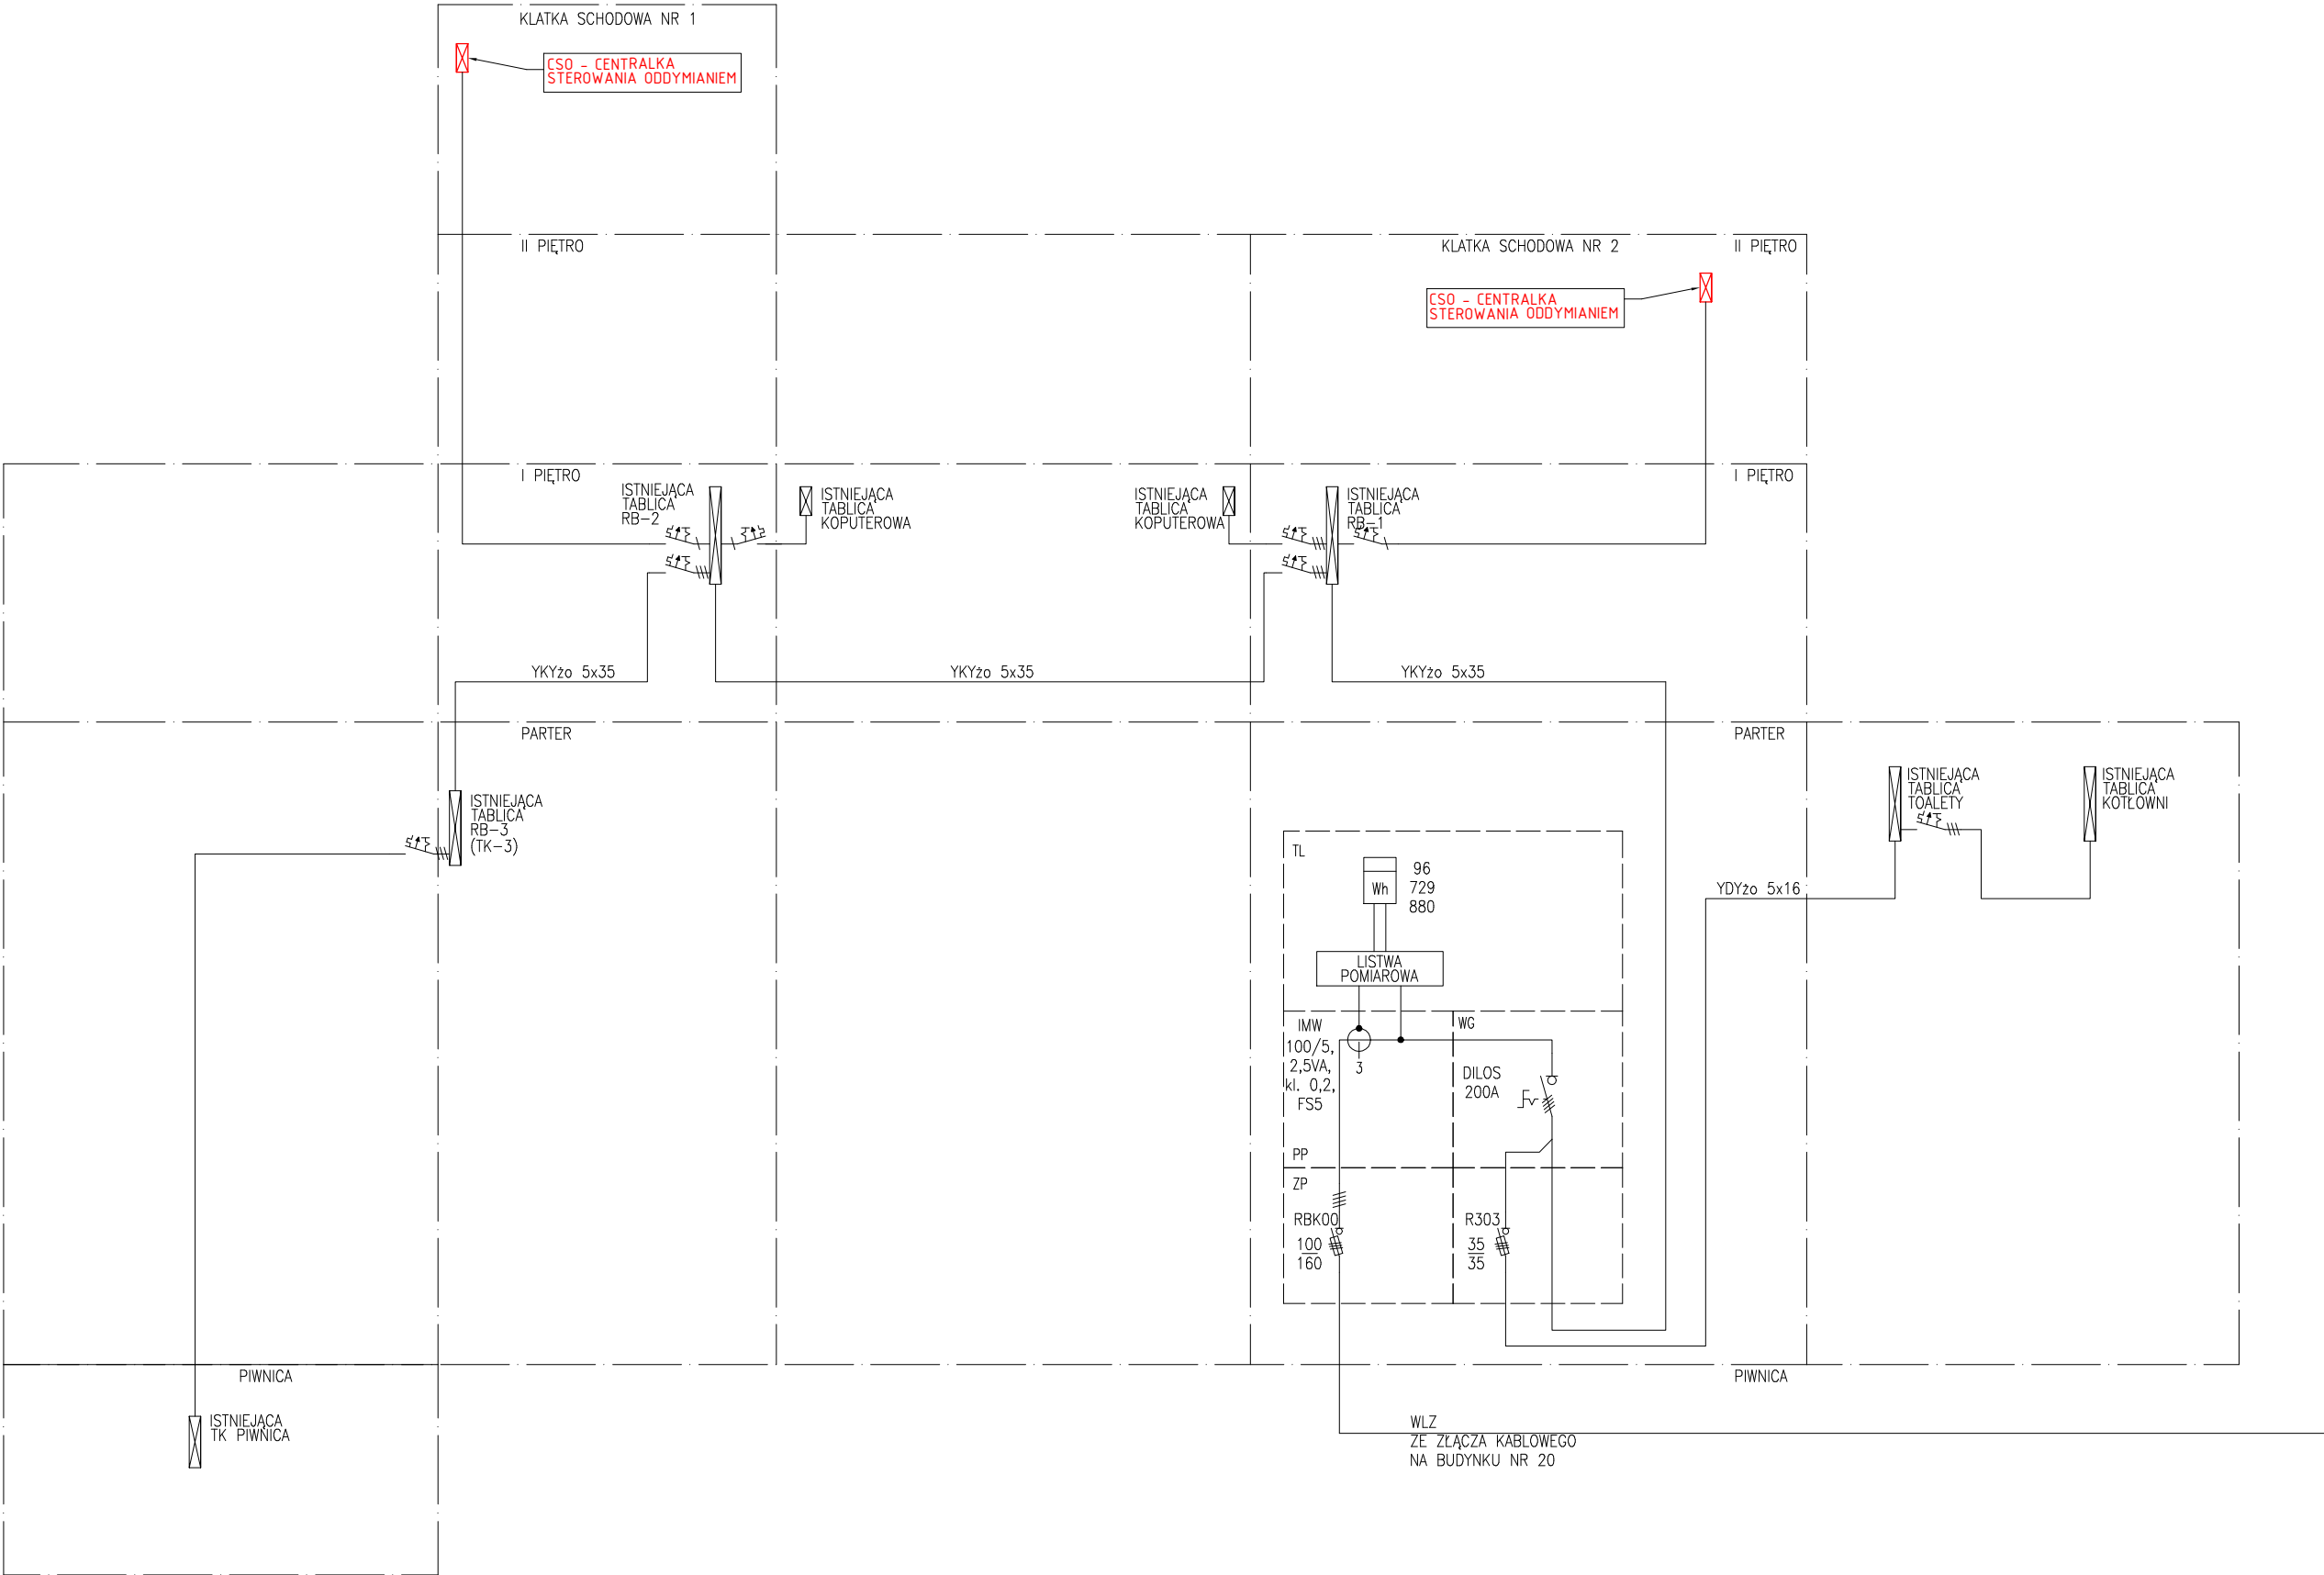 KLATKA SCHODOWA NR 1
CSO - CENTRALKA
STEROWANIA ODDYMIANIEM
II PIĘTRO
KLATKA SCHODOWA NR 2
II PIĘTRO
CSO - CENTRALKA
STEROWANIA ODDYMIANIEM
I PIĘTRO
I PIĘTRO
ISTNIEJĄCA
TABLICA
RB-2
ISTNIEJĄCA
TABLICA
KOPUTEROWA
ISTNIEJĄCA
TABLICA
KOPUTEROWA
ISTNIEJĄCA
TABLICA
RB-1
YKYżo 5x35
YKYżo 5x35
YKYżo 5x35
PARTER
PARTER
ISTNIEJĄCA
TABLICA
RB-3
(TK-3)
ISTNIEJĄCA
TABLICA
TOALETY
ISTNIEJĄCA
TABLICA
KOTŁOWNI
YDYżo 5x16
TL
Wh
96
729
880
LISTWA
POMIAROWA
IMW
100/5,
2,5VA,
kl. 0,2,
FS5
3
WG
DILOS
200A
PP
ZP
RBK00
100
160
R303
35
35
PIWNICA
PIWNICA
ISTNIEJĄCA
TK PIWNICA
WLZ
ZE ZŁĄCZA KABLOWEGO
NA BUDYNKU NR 20